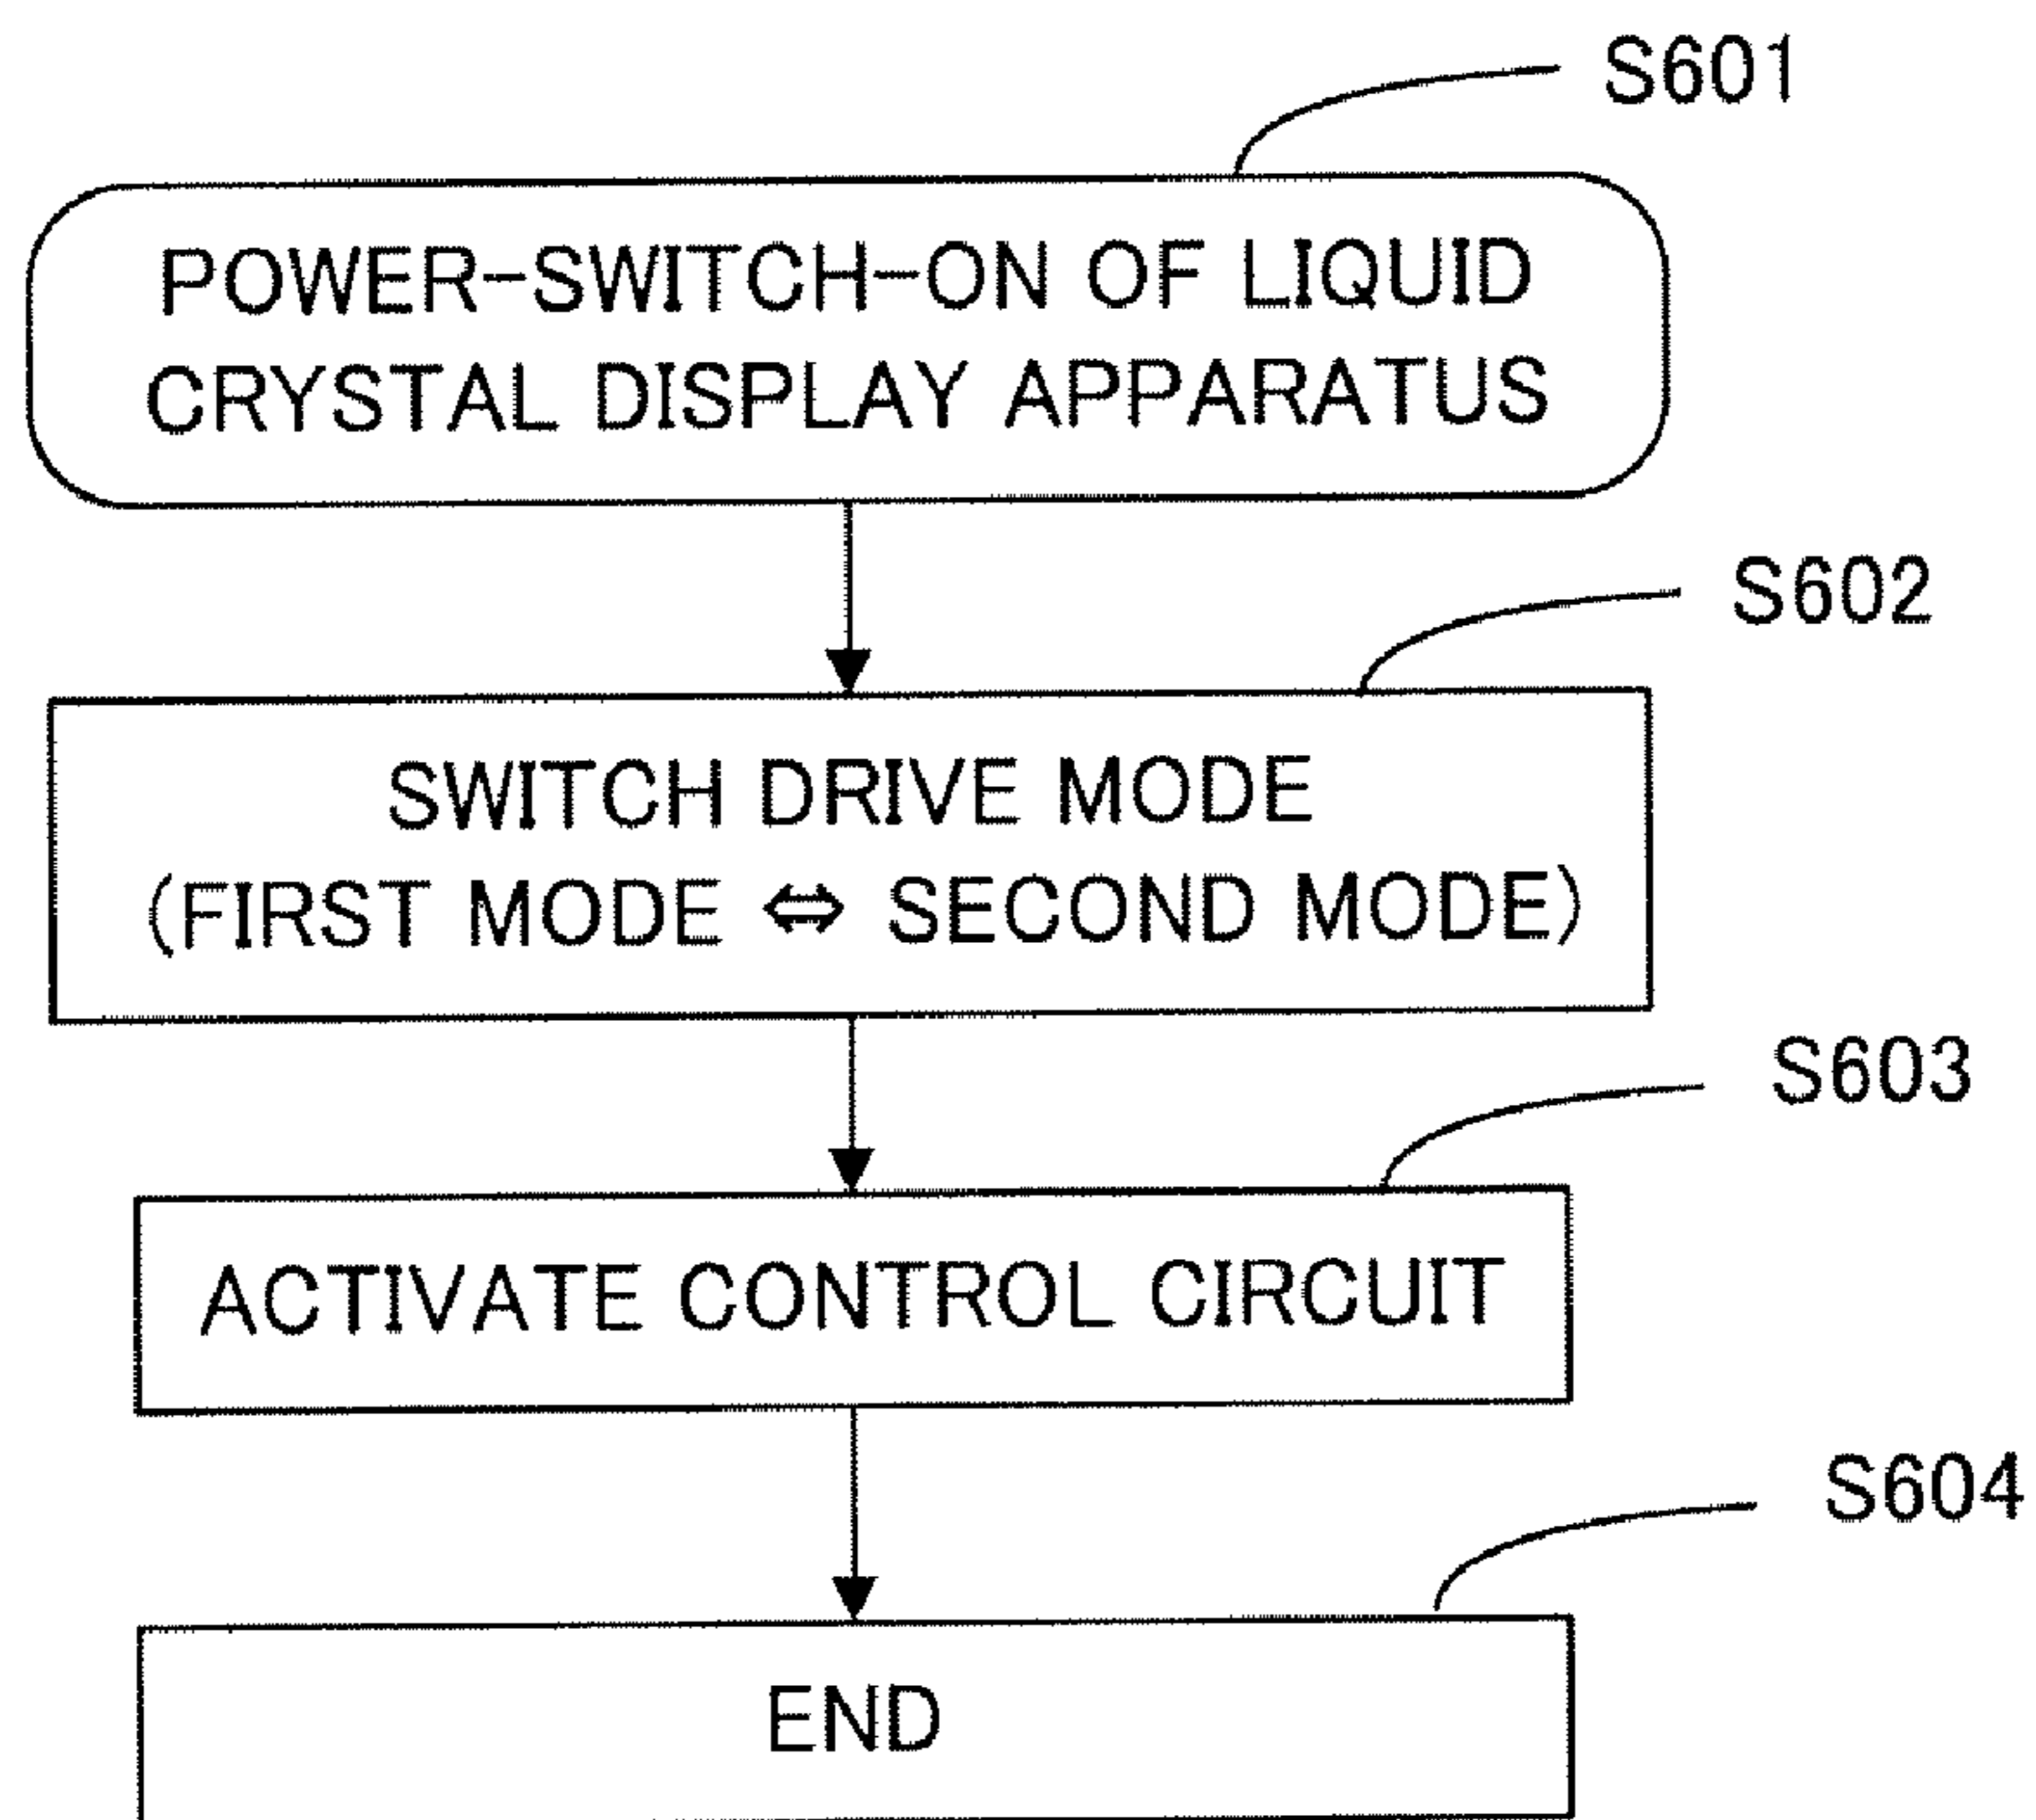 S601
POWER-SWITCH-ON OF LIQUID
CRYSTAL DISPLAY APPARATUS
S602
SWITCH DRIVE MODE
(FIRST MODE ⇔ SECOND MODE)
S603
ACTIVATE CONTROL CIRCUIT
S604
END